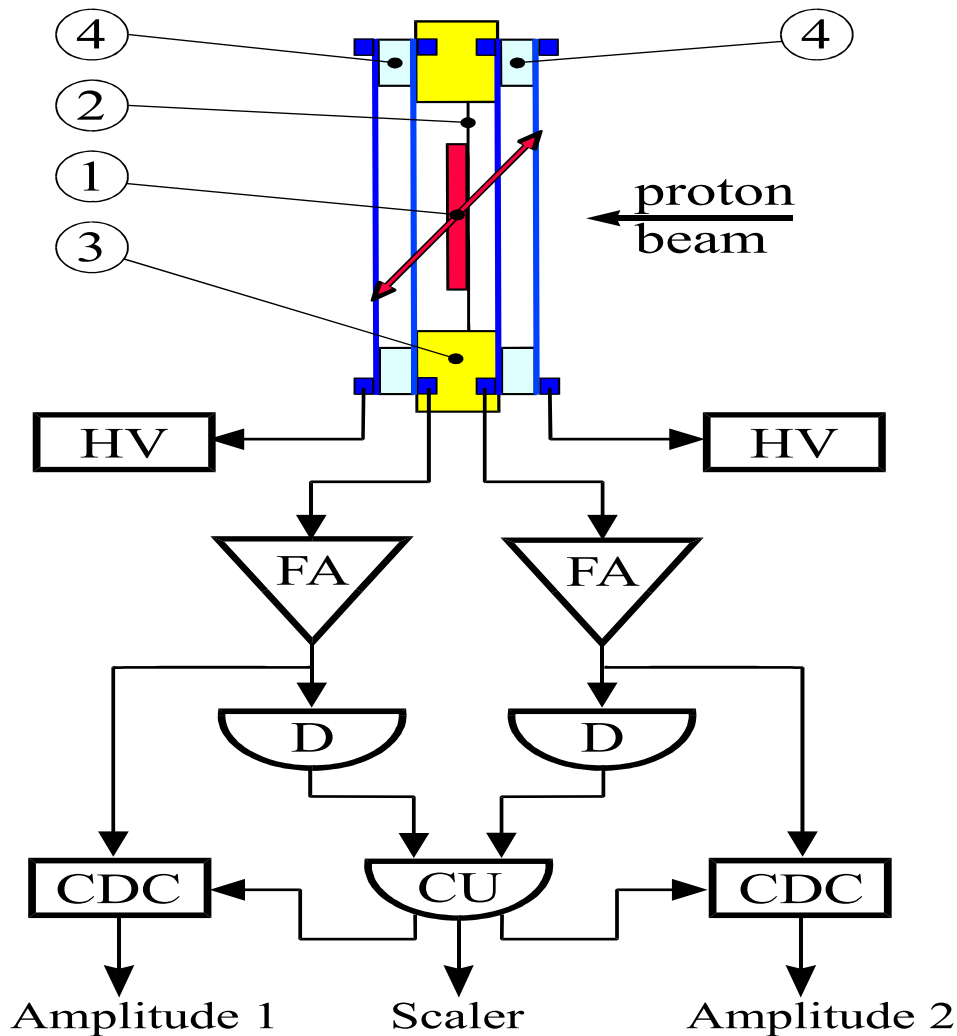 4 4
2
1
3
proton
beam
HV HV
FA FA
D D
CDC CU CDC
Amplitude 1 Scaler Amplitude 2